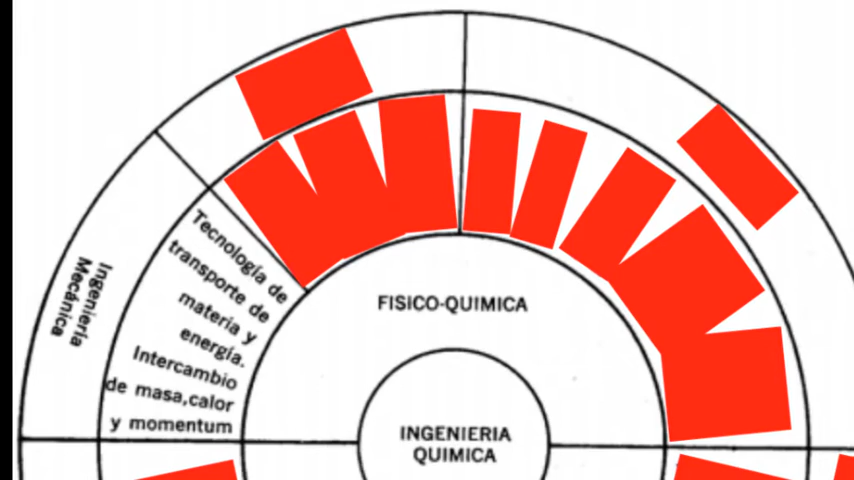 Ingeniería
Mecánica
Tecnología de
transporte de
materia y
energía.
Intercambio
de masa,calor
y momentum
FISICO-QUIMICA
INGENIERIA
QUIMICA